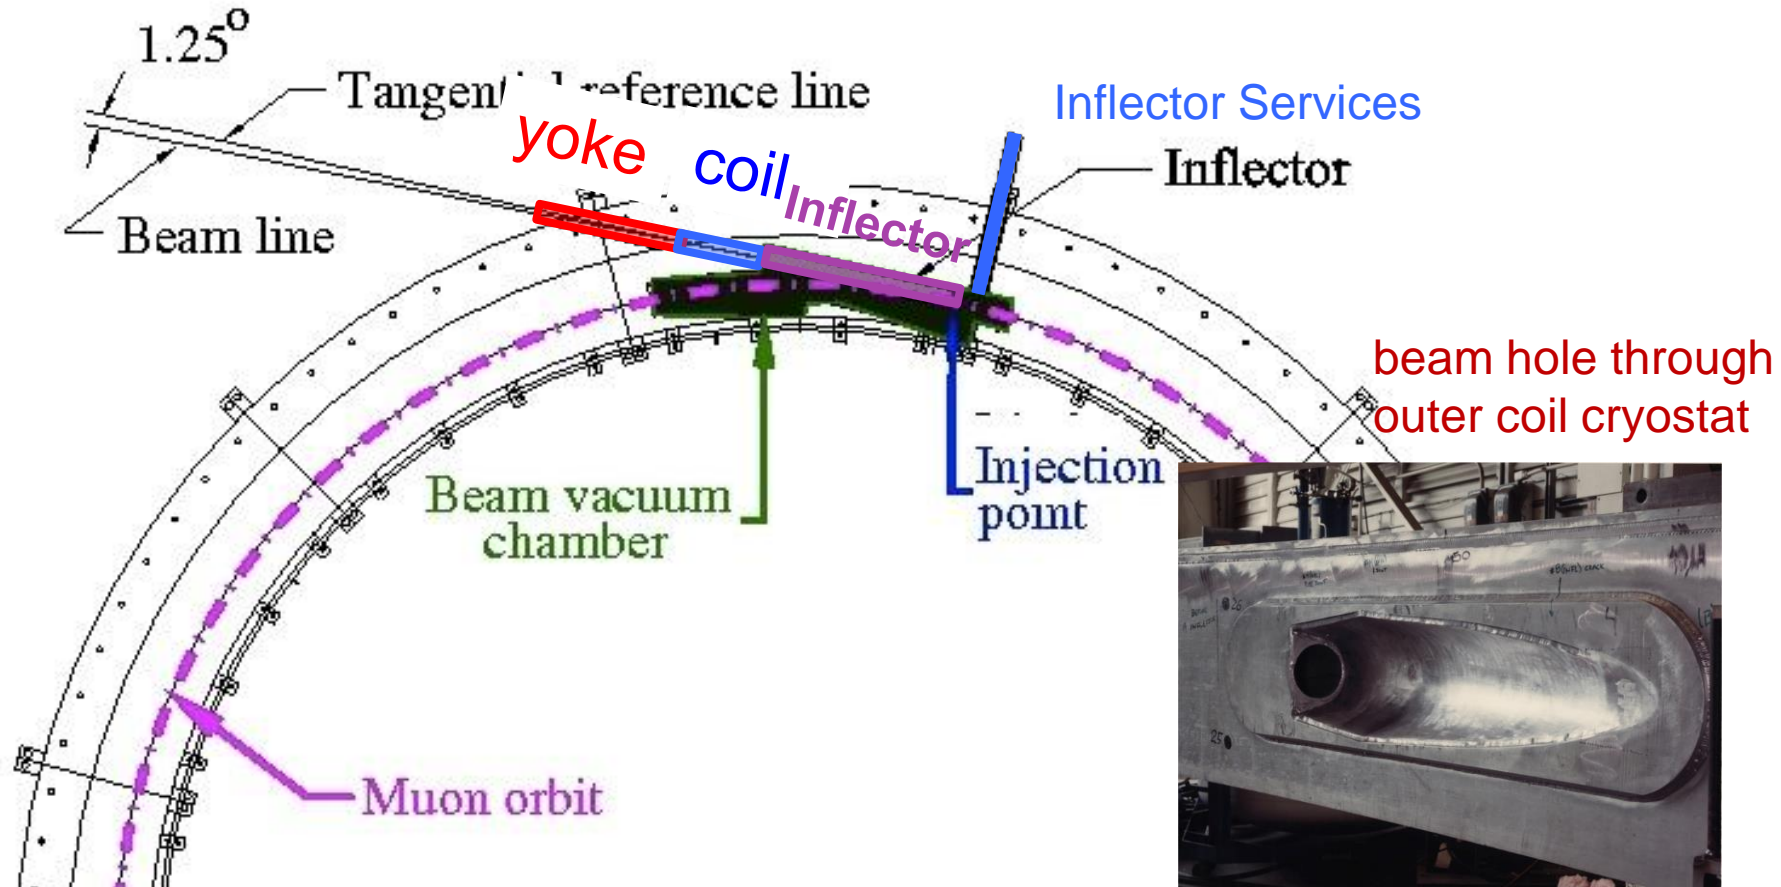 1.25°
Tangential reference line
yoke
coil
Inflector
Inflector Services
Inflector
Beam line
beam hole through
outer coil cryostat
Beam vacuum
chamber
Injection
point
Muon orbit